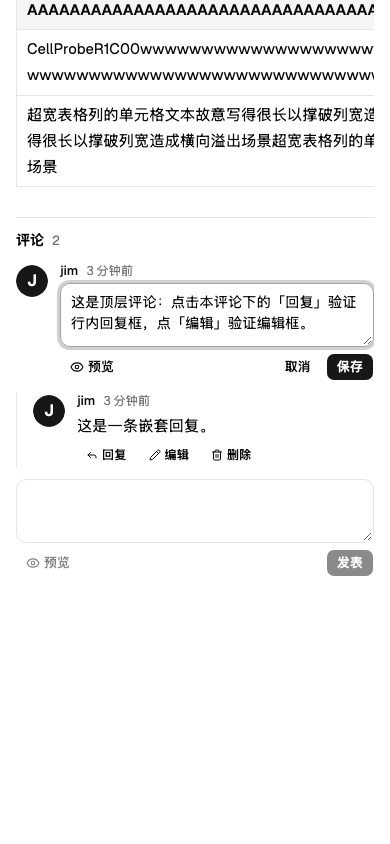 AAAAAAAAAAAAAAAAAAAAAAAAAAAAAAAAA
CellProbeR1C00wwwwwwwwwwwwwwwwwww
wwwwwwwwwwwwwwwwwwwwwwwwwwwwww
超宽表格列的单元格文本故意写得很长以撑破列宽造
得很长以撑破列宽造成横向溢出场景超宽表格列的单
场景
评论 2
J jim 3 分钟前
这是顶层评论：点击本评论下的「回复」验证
行内回复框，点「编辑」验证编辑框。
预览 取消 保存
J jim 3 分钟前
这是一条嵌套回复。
回复 编辑 删除
预览 发表